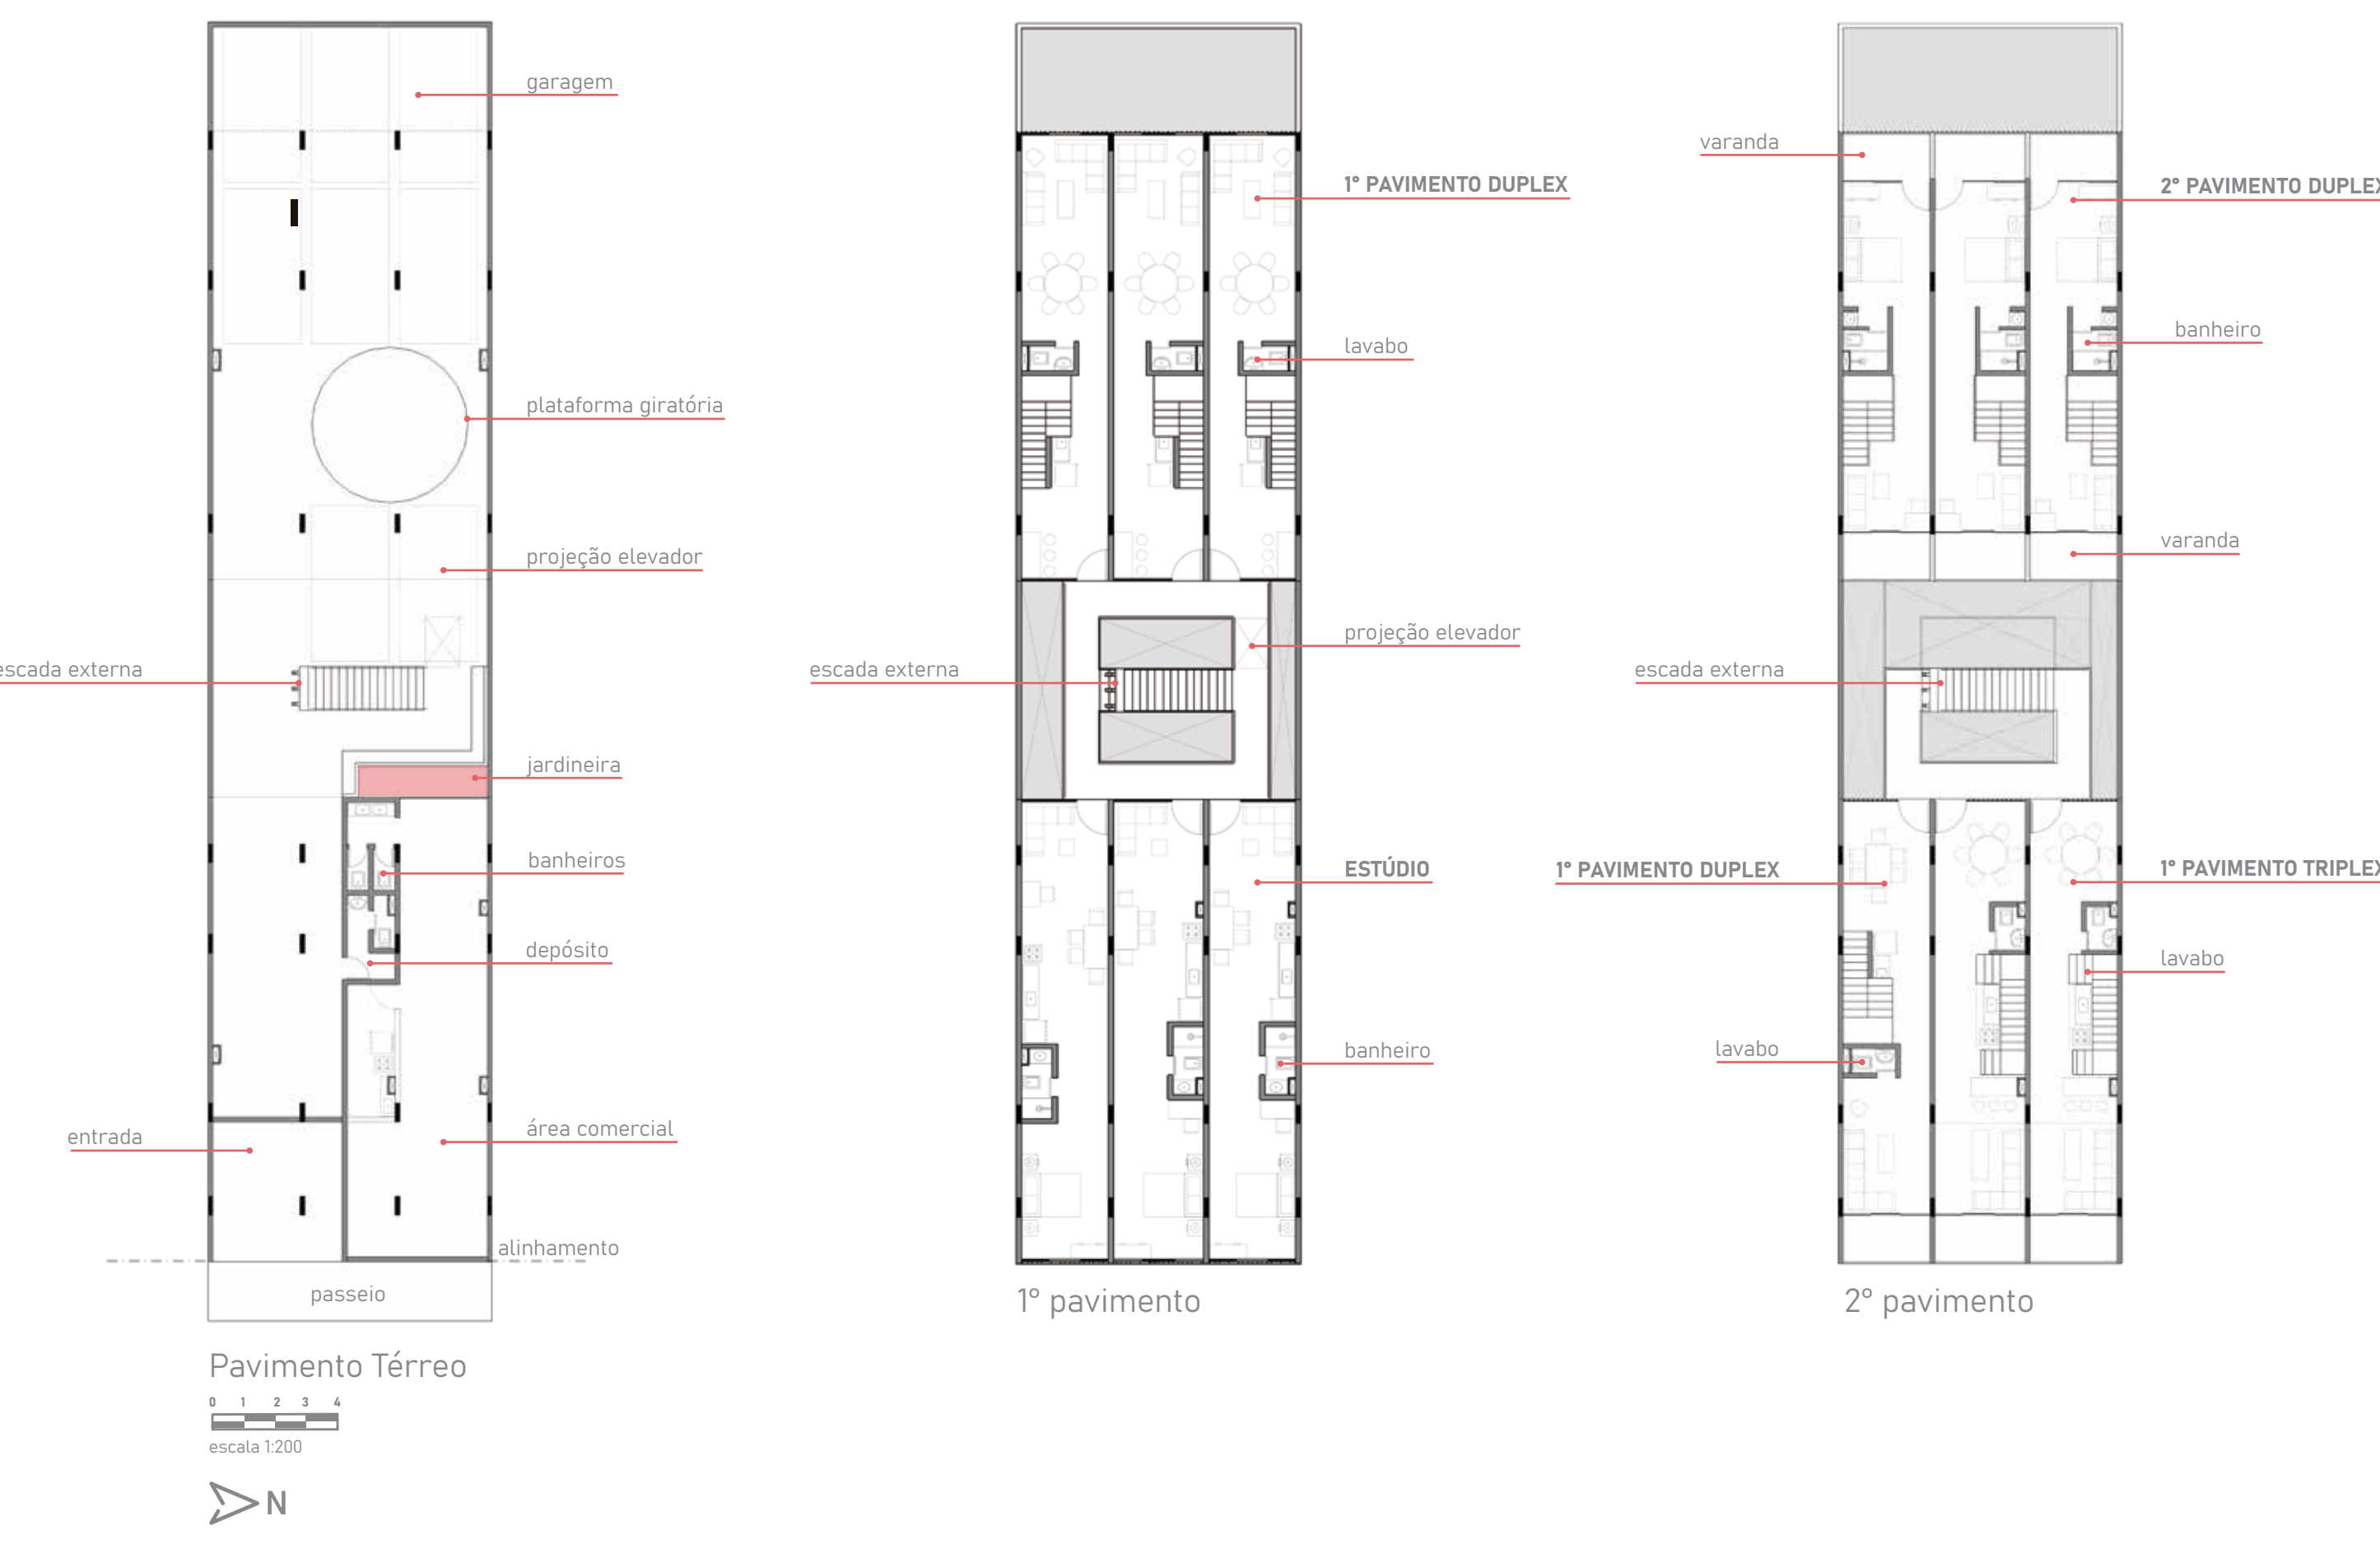 garagem
plataforma giratória
projeção elevador
escada externa
jardineira
banheiros
depósito
entrada
área comercial
alinhamento
passeio
Pavimento Térreo
0 1 2 3 4
escala 1:200
N
1° PAVIMENTO DUPLEX
lavabo
projeção elevador
escada externa
ESTÚDIO
banheiro
1° pavimento
varanda
2° PAVIMENTO DUPLEX
banheiro
varanda
escada externa
1° PAVIMENTO DUPLEX
1° PAVIMENTO TRIPLEX
lavabo
lavabo
2° pavimento